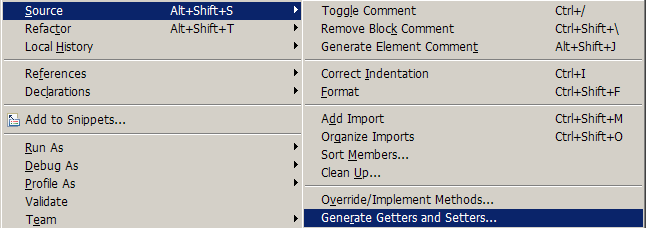 Source Alt+Shift+S
Refactor Alt+Shift+T
Local History
References
Declarations
Add to Snippets...
Run As
Debug As
Profile As
Validate
Team
Toggle Comment Ctrl+/
Remove Block Comment Ctrl+Shift+\
Generate Element Comment Alt+Shift+J
Correct Indentation Ctrl+I
Format Ctrl+Shift+F
Add Import Ctrl+Shift+M
Organize Imports Ctrl+Shift+O
Sort Members...
Clean Up...
Override/Implement Methods...
Generate Getters and Setters...